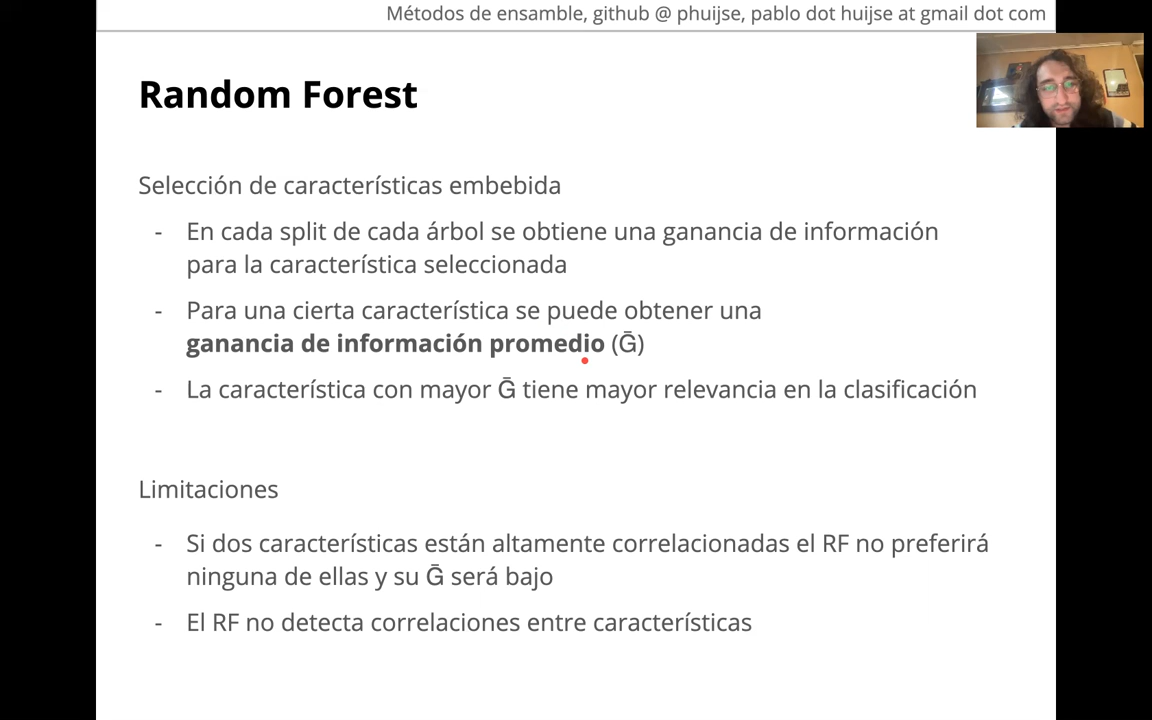 Métodos de ensamble, github @ phuijse, pablo dot huijse at gmail dot com
Random Forest
Selección de características embebida
- En cada split de cada árbol se obtiene una ganancia de información
para la característica seleccionada
- Para una cierta característica se puede obtener una
ganancia de información promedio (Ḡ)
- La característica con mayor Ḡ tiene mayor relevancia en la clasificación
Limitaciones
- Si dos características están altamente correlacionadas el RF no preferirá
ninguna de ellas y su Ḡ será bajo
- El RF no detecta correlaciones entre características